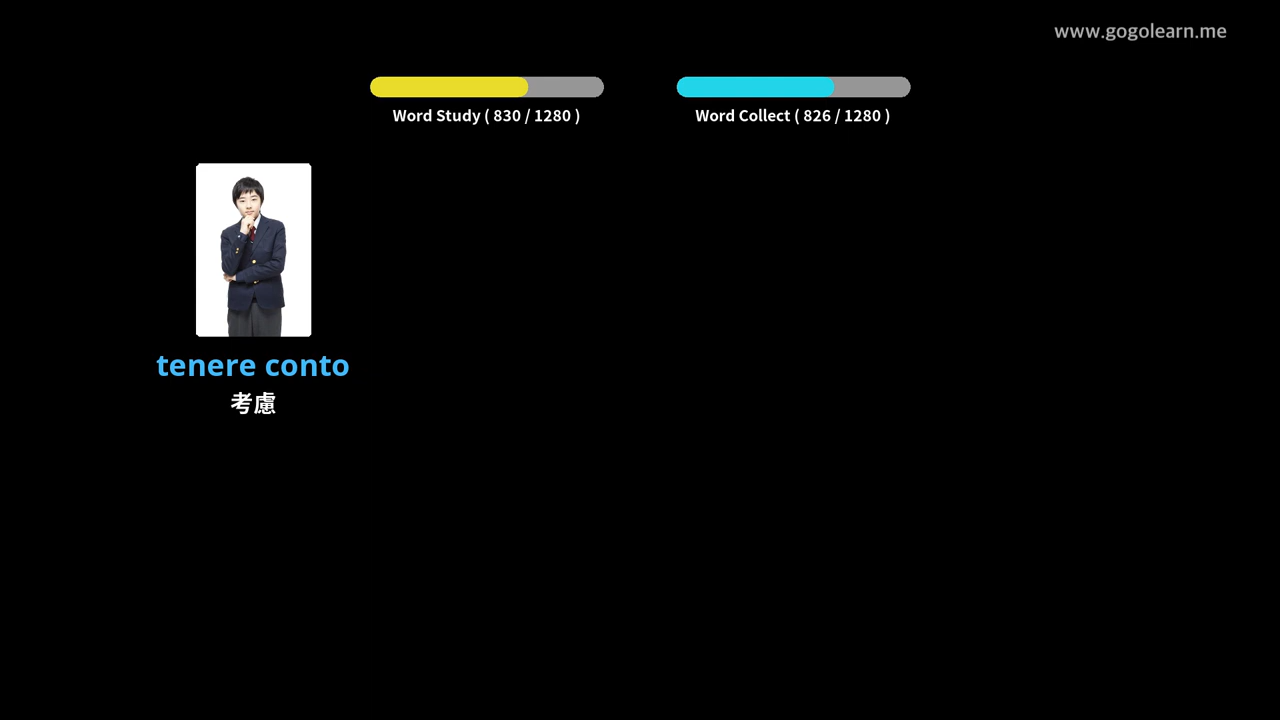 www.gogolearn.me
Word Study ( 830 / 1280 )
Word Collect ( 826 / 1280 )
tenere conto
考慮